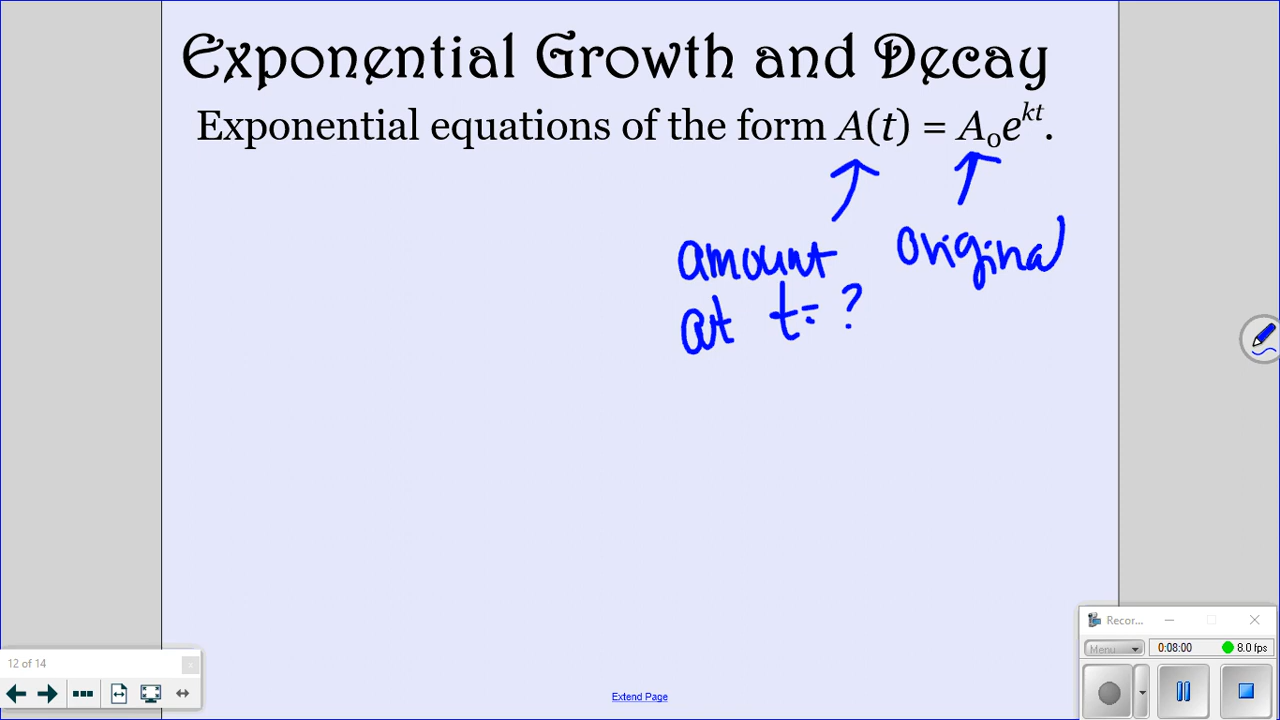 Exponential Growth and Decay
Exponential equations of the form A(t) = A₀e^{kt}.
amount
at t= ?
original
Recor...
Menu
0:08:00
8.0 fps
12 of 14
x
Extend Page